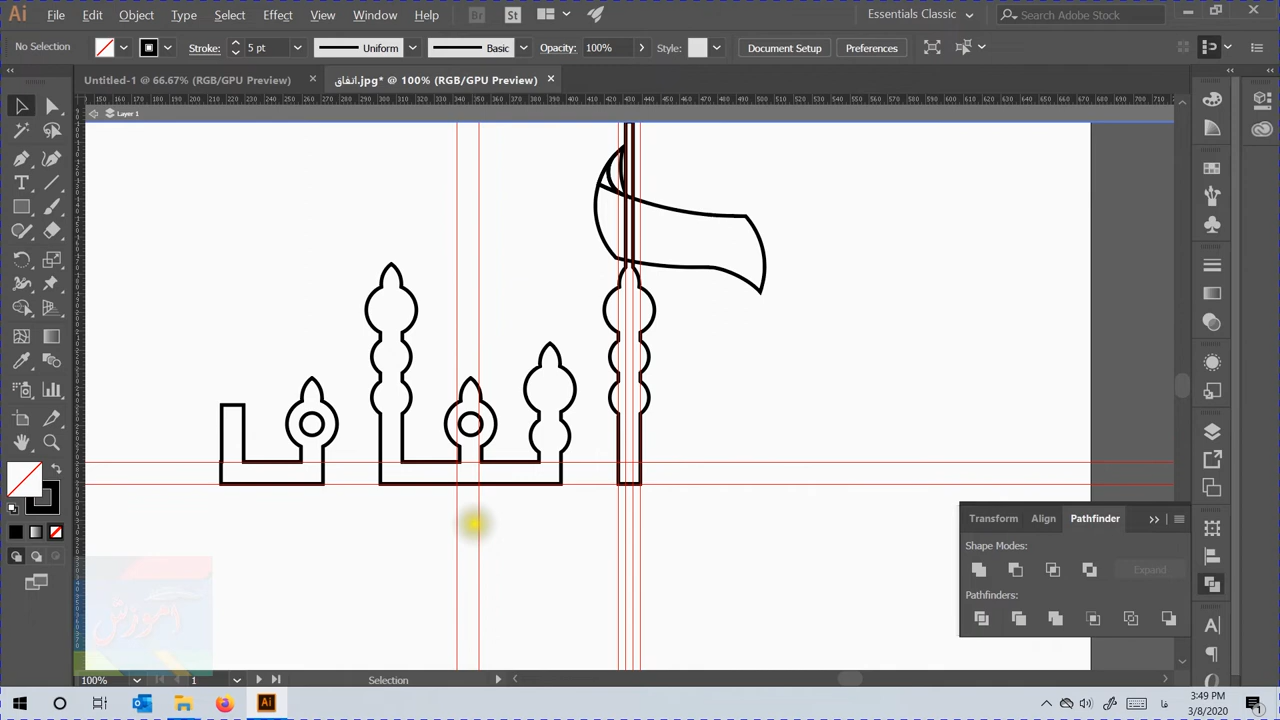 Ai File Edit Object Type Select Effect View Window Help Br St Essentials Classic Search Adobe Stock
No Selection Stroke: 5 pt Uniform Basic Opacity: 100% Style: Document Setup Preferences
Untitled-1 @ 66.67% (RGB/GPU Preview) × اتفاق.jpg* @ 100% (RGB/GPU Preview) ×
Layer 1
Transform Align Pathfinder
Shape Modes:
Expand
Pathfinders:
آموزش
100% 1 Selection
3:49 PM
3/8/2020